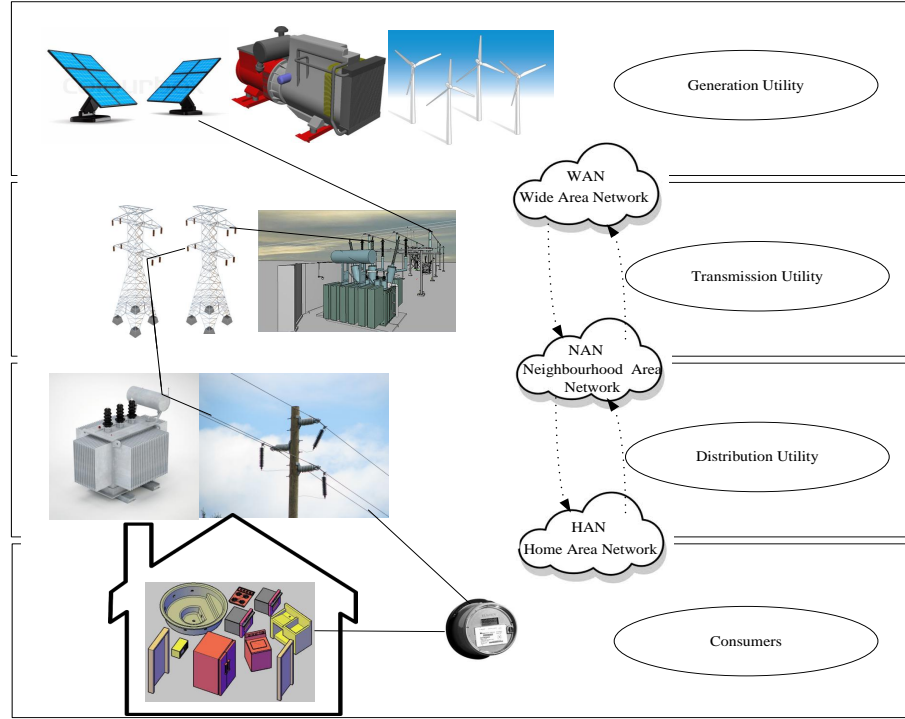 Generation Utility
WAN
Wide Area Network
Transmission Utility
NAN
Neighbourhood Area
Network
Distribution Utility
HAN
Home Area Network
Consumers